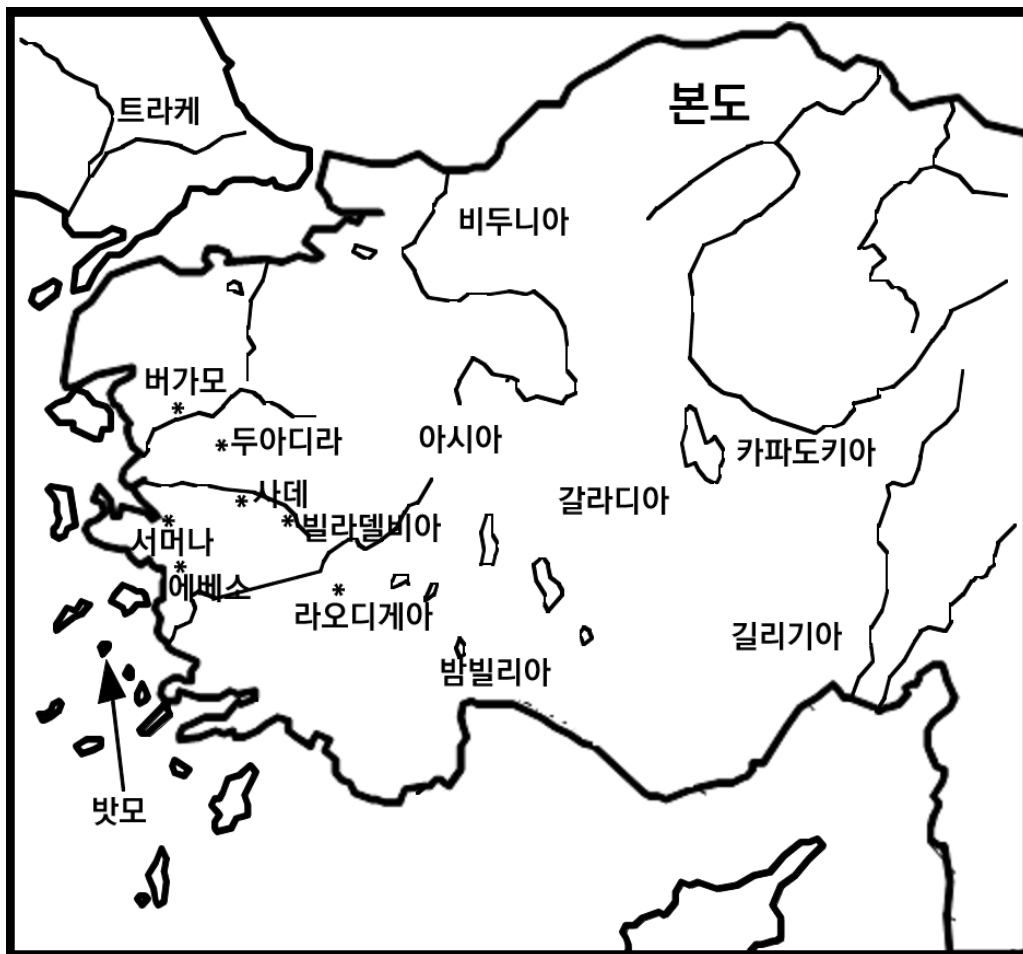 본도
트라케
비두니아
버가모
*두아디라
아시아
카파도키아
사데
갈라디아
빌라델비아
서머나
에베소
라오디게아
길리기아
밤빌리아
밧모